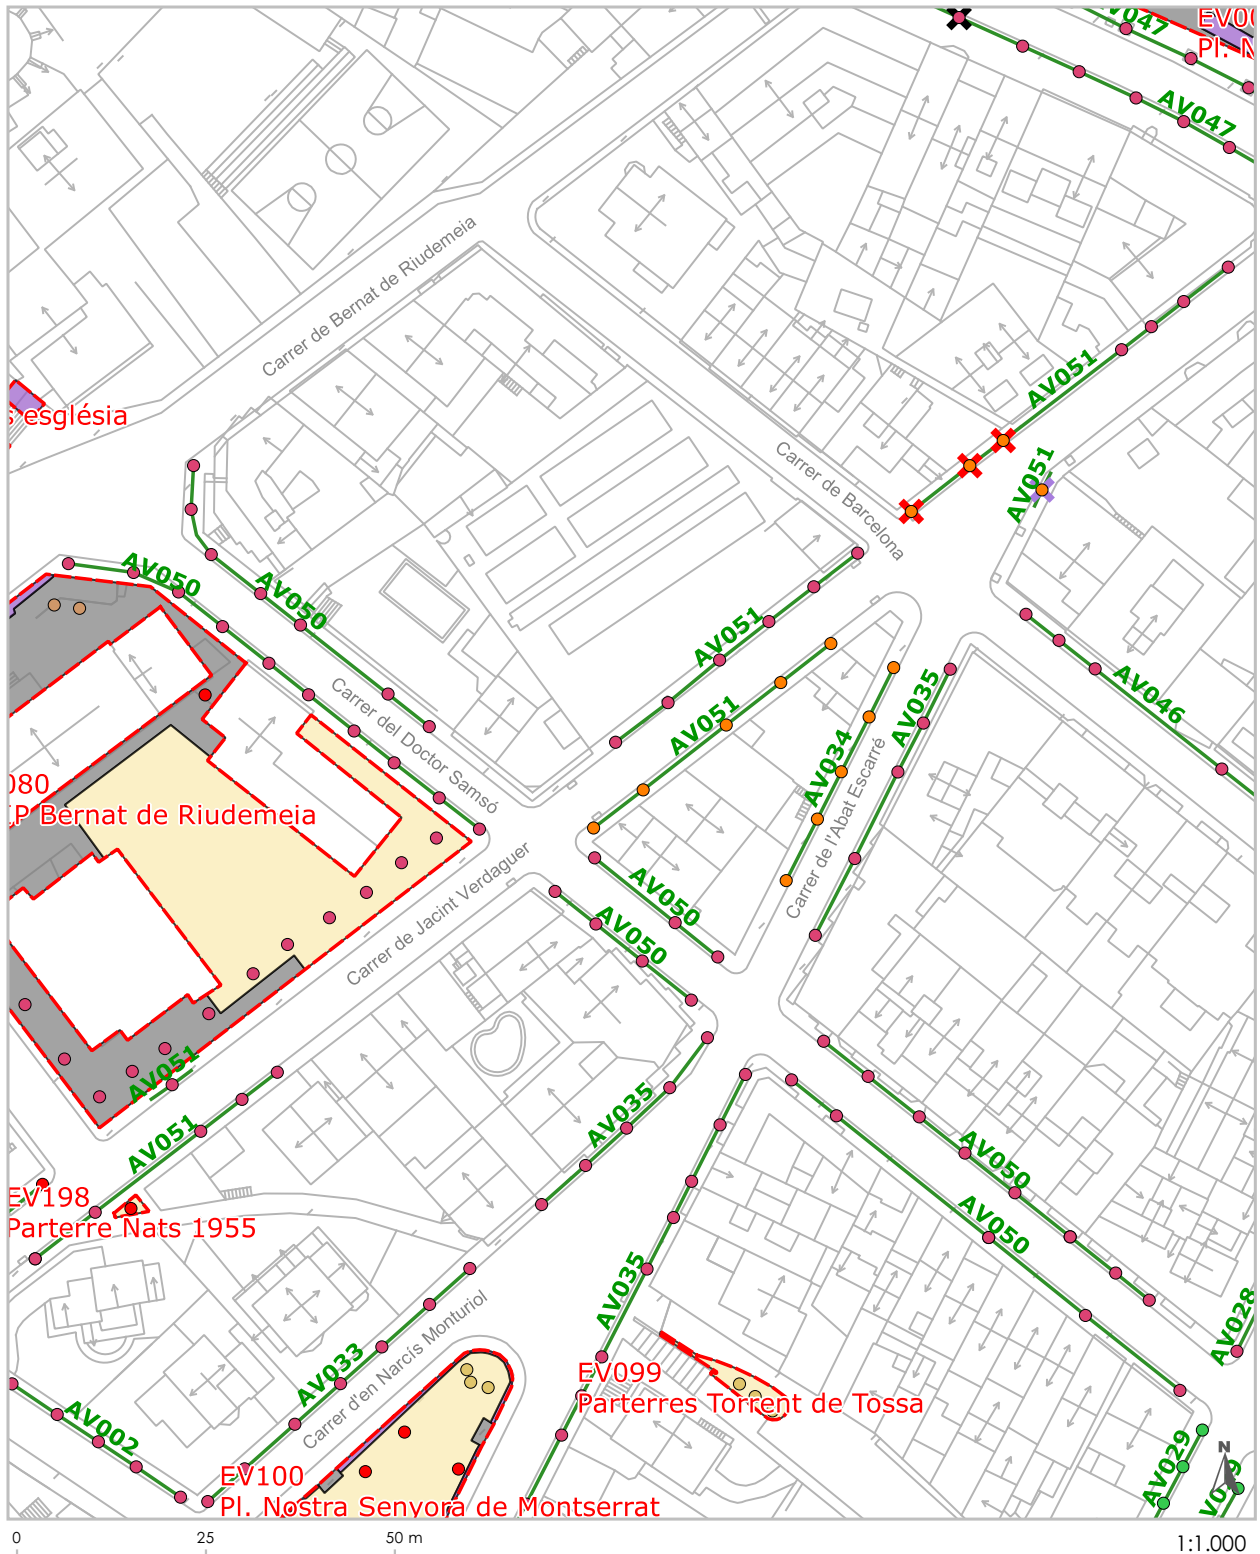 AV047
EV00
Pl. N
AV047
Carrer de Bernat de Riudemeia
AV051
s església
Carrer de Barcelona
AV051
AV050
AV050
AV051
AV035
AV046
Carrer del Doctor Samsó
AV051
AV034
080
Carrer de l'Abat Escarré
EP Bernat de Riudemeia
Carrer de Jacint Verdaguer
AV050
AV050
AV051
AV051
AV035
AV050
EV198
Parterre Nats 1955
AV050
AV035
AV028
Carrer d'en Narcís Monturiol
AV033
EV099
Parterres Torrent de Tossa
AV002
AV029
N
EV100
Pl. Nostra Senyora de Montserrat
0 25 50 m
1:1.000